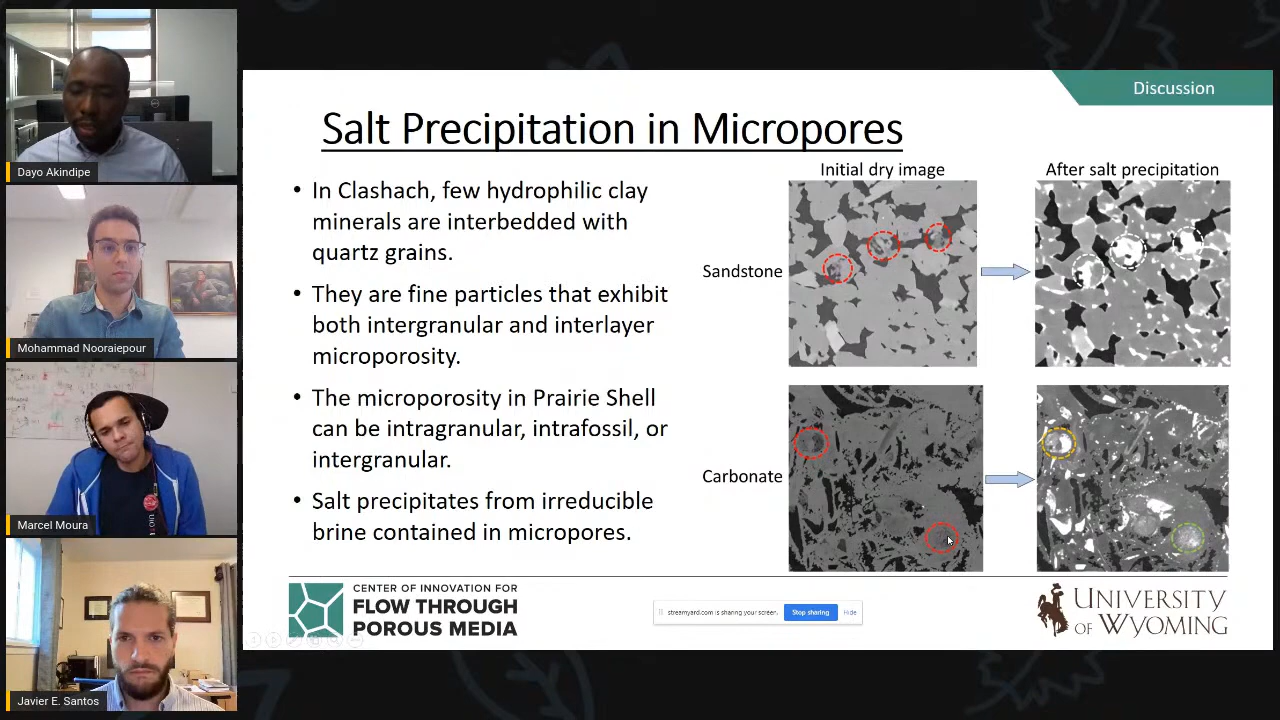 Dayo Akindipe
Mohammad Nooraiepour
Marcel Moura
Javier E. Santos
Discussion
Salt Precipitation in Micropores
• In Clashach, few hydrophilic clay
minerals are interbedded with
quartz grains.
• They are fine particles that exhibit
both intergranular and interlayer
microporosity.
• The microporosity in Prairie Shell
can be intragranular, intrafossil, or
intergranular.
• Salt precipitates from irreducible
brine contained in micropores.
Initial dry image
After salt precipitation
Sandstone
Carbonate
CENTER OF INNOVATION FOR
FLOW THROUGH
POROUS MEDIA
streamyard.com is sharing your screen.
Stop sharing
Hide
UNIVERSITY
OF WYOMING